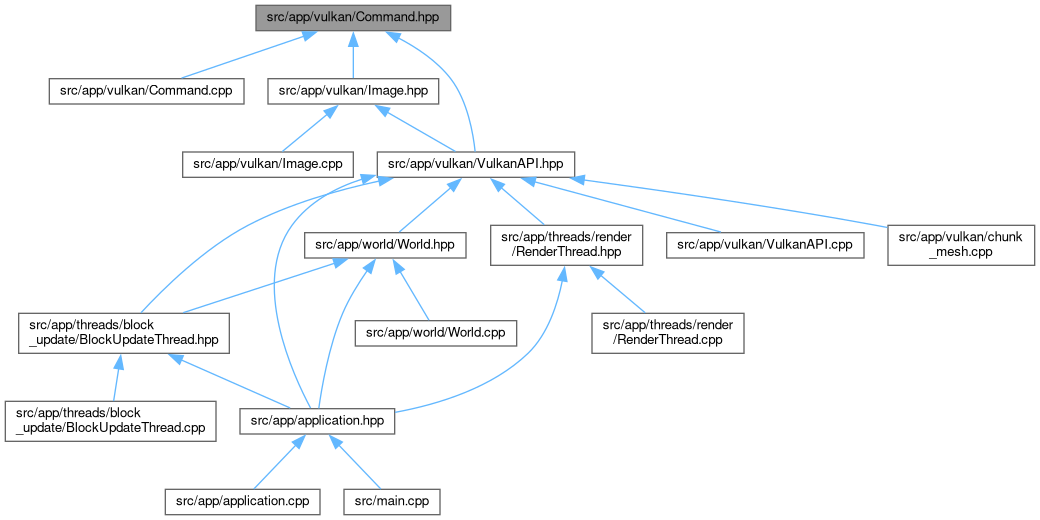 src/app/vulkan/Command.hpp
src/app/vulkan/Command.cpp
src/app/vulkan/Image.hpp
src/app/vulkan/Image.cpp
src/app/vulkan/VulkanAPI.hpp
src/app/world/World.hpp
src/app/threads/render
/RenderThread.hpp
src/app/vulkan/VulkanAPI.cpp
src/app/vulkan/chunk
_mesh.cpp
src/app/threads/block
_update/BlockUpdateThread.hpp
src/app/world/World.cpp
src/app/threads/render
/RenderThread.cpp
src/app/threads/block
_update/BlockUpdateThread.cpp
src/app/application.hpp
src/app/application.cpp
src/main.cpp